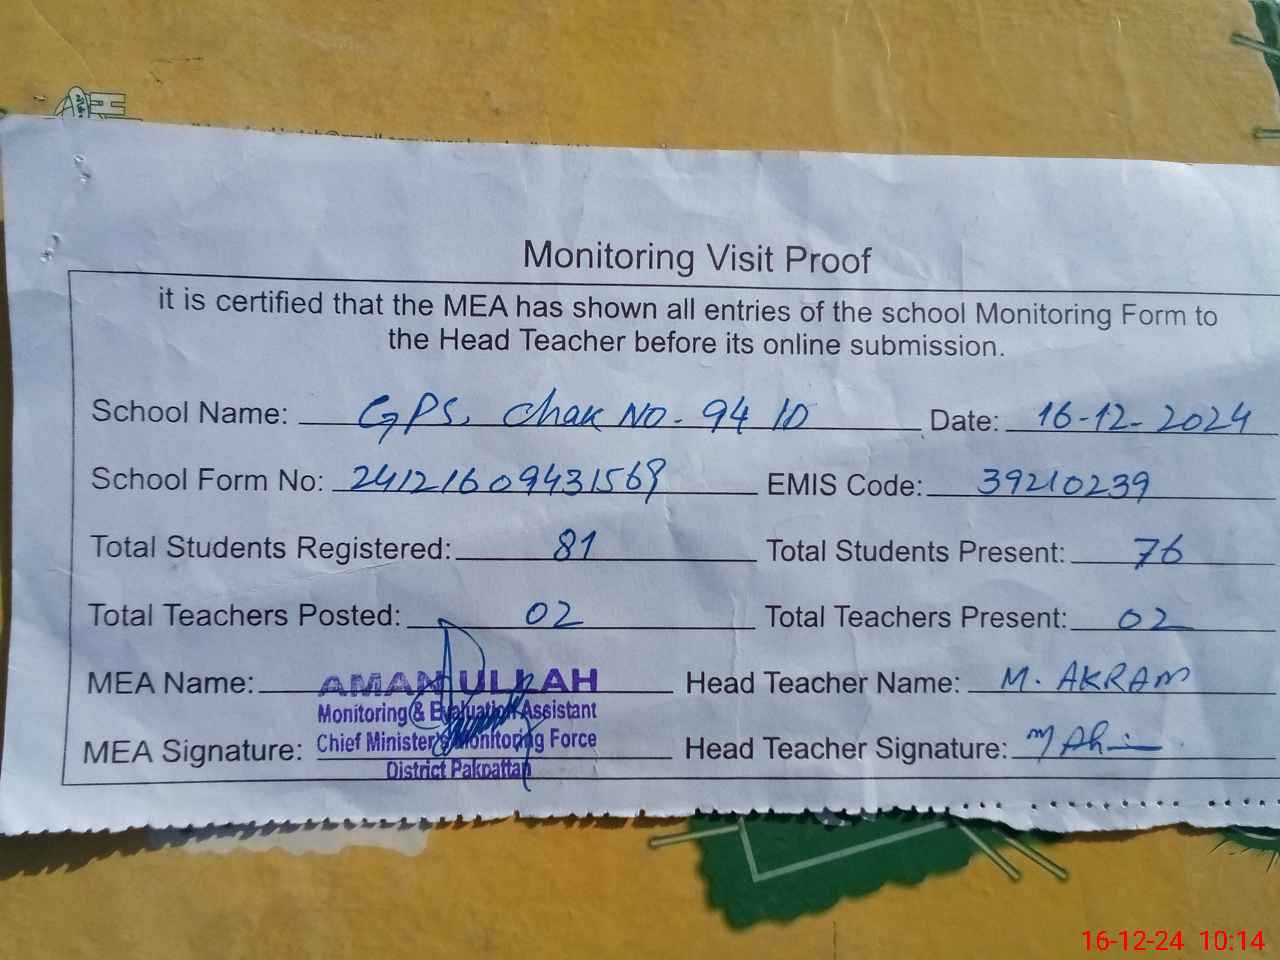 Monitoring Visit Proof
it is certified that the MEA has shown all entries of the school Monitoring Form to
the Head Teacher before its online submission.
School Name: GPS, Chak No. 94 ID Date: 16-12-2024
School Form No: 24121609431569 EMIS Code: 39210239
Total Students Registered: 81 Total Students Present: 76
Total Teachers Posted: 02 Total Teachers Present: 02
MEA Name: AMANULLAH Head Teacher Name: M. AKRAM
Monitoring & Evaluation Assistant
MEA Signature: Chief Minister's Monitoring Force Head Teacher Signature:
District Pakpattan
16-12-24 10:14